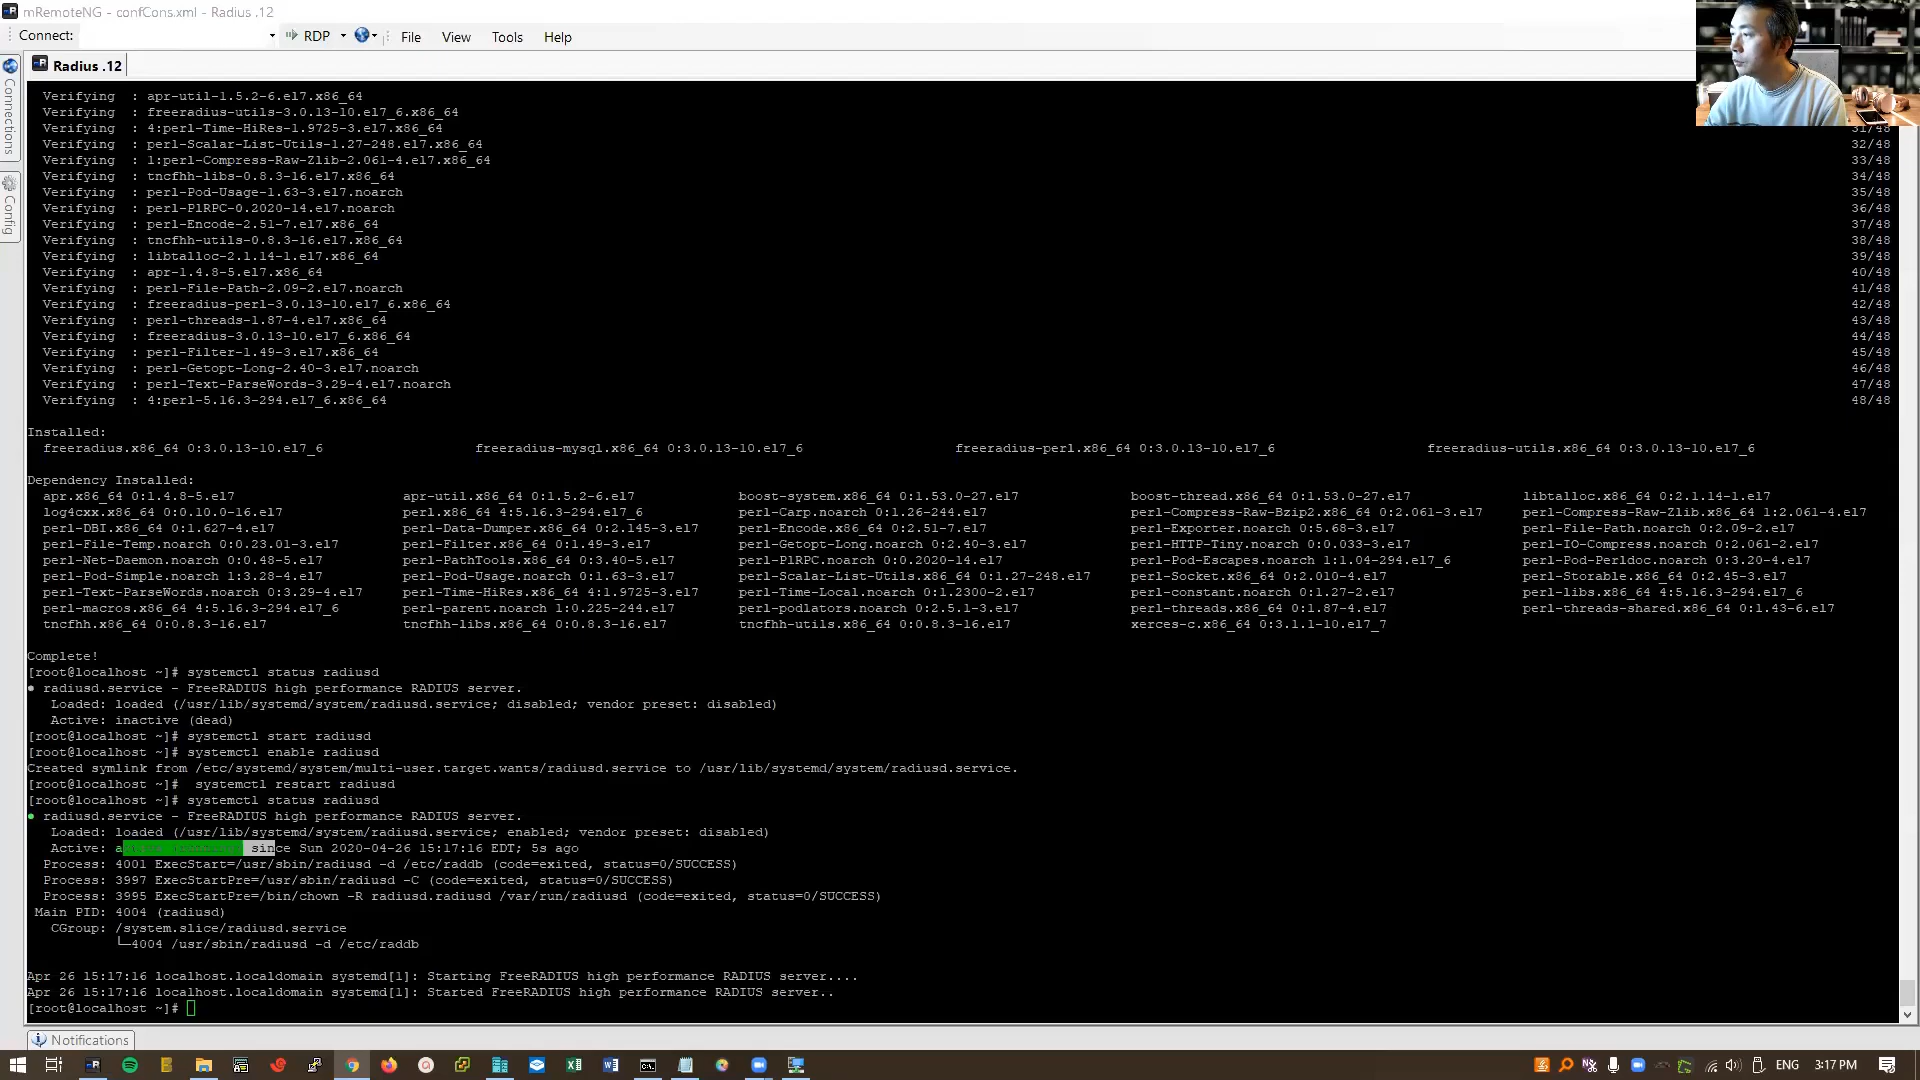 mRemoteNG - confCons.xml - Radius .12
Connect:
RDP
File View Tools Help
Radius .12
Connections
Config
Verifying : apr-util-1.5.2-6.el7.x86_64
Verifying : freeradius-utils-3.0.13-10.el7_6.x86_64
Verifying : 4:perl-Time-HiRes-1.9725-3.el7.x86_64 31/48
Verifying : perl-Scalar-List-Utils-1.27-248.el7.x86_64 32/48
Verifying : 1:perl-Compress-Raw-Zlib-2.061-4.el7.x86_64 33/48
Verifying : tncfhh-libs-0.8.3-16.el7.x86_64 34/48
Verifying : perl-Pod-Usage-1.63-3.el7.noarch 35/48
Verifying : perl-PlRPC-0.2020-14.el7.noarch 36/48
Verifying : perl-Encode-2.51-7.el7.x86_64 37/48
Verifying : tncfhh-utils-0.8.3-16.el7.x86_64 38/48
Verifying : libtalloc-2.1.14-1.el7.x86_64 39/48
Verifying : apr-1.4.8-5.el7.x86_64 40/48
Verifying : perl-File-Path-2.09-2.el7.noarch 41/48
Verifying : freeradius-perl-3.0.13-10.el7_6.x86_64 42/48
Verifying : perl-threads-1.87-4.el7.x86_64 43/48
Verifying : freeradius-3.0.13-10.el7_6.x86_64 44/48
Verifying : perl-Filter-1.49-3.el7.x86_64 45/48
Verifying : perl-Getopt-Long-2.40-3.el7.noarch 46/48
Verifying : perl-Text-ParseWords-3.29-4.el7.noarch 47/48
Verifying : 4:perl-5.16.3-294.el7_6.x86_64 48/48
Installed:
freeradius.x86_64 0:3.0.13-10.el7_6 freeradius-mysql.x86_64 0:3.0.13-10.el7_6 freeradius-perl.x86_64 0:3.0.13-10.el7_6 freeradius-utils.x86_64 0:3.0.13-10.el7_6
Dependency Installed:
apr.x86_64 0:1.4.8-5.el7 apr-util.x86_64 0:1.5.2-6.el7 boost-system.x86_64 0:1.53.0-27.el7 boost-thread.x86_64 0:1.53.0-27.el7 libtalloc.x86_64 0:2.1.14-1.el7
log4cxx.x86_64 0:0.10.0-16.el7 perl.x86_64 4:5.16.3-294.el7_6 perl-Carp.noarch 0:1.26-244.el7 perl-Compress-Raw-Bzip2.x86_64 0:2.061-3.el7 perl-Compress-Raw-Zlib.x86_64 1:2.061-4.el7
perl-DBI.x86_64 0:1.627-4.el7 perl-Data-Dumper.x86_64 0:2.145-3.el7 perl-Encode.x86_64 0:2.51-7.el7 perl-Exporter.noarch 0:5.68-3.el7 perl-File-Path.noarch 0:2.09-2.el7
perl-File-Temp.noarch 0:0.23.01-3.el7 perl-Filter.x86_64 0:1.49-3.el7 perl-Getopt-Long.noarch 0:2.40-3.el7 perl-HTTP-Tiny.noarch 0:0.033-3.el7 perl-IO-Compress.noarch 0:2.061-2.el7
perl-Net-Daemon.noarch 0:0.48-5.el7 perl-PathTools.x86_64 0:3.40-5.el7 perl-PlRPC.noarch 0:0.2020-14.el7 perl-Pod-Escapes.noarch 1:1.04-294.el7_6 perl-Pod-Perldoc.noarch 0:3.20-4.el7
perl-Pod-Simple.noarch 1:3.28-4.el7 perl-Pod-Usage.noarch 0:1.63-3.el7 perl-Scalar-List-Utils.x86_64 0:1.27-248.el7 perl-Socket.x86_64 0:2.010-4.el7 perl-Storable.x86_64 0:2.45-3.el7
perl-Text-ParseWords.noarch 0:3.29-4.el7 perl-Time-HiRes.x86_64 4:1.9725-3.el7 perl-Time-Local.noarch 0:1.2300-2.el7 perl-constant.noarch 0:1.27-2.el7 perl-libs.x86_64 4:5.16.3-294.el7_6
perl-macros.x86_64 4:5.16.3-294.el7_6 perl-parent.noarch 1:0.225-244.el7 perl-podlators.noarch 0:2.5.1-3.el7 perl-threads.x86_64 0:1.87-4.el7 perl-threads-shared.x86_64 0:1.43-6.el7
tncfhh.x86_64 0:0.8.3-16.el7 tncfhh-libs.x86_64 0:0.8.3-16.el7 tncfhh-utils.x86_64 0:0.8.3-16.el7 xerces-c.x86_64 0:3.1.1-10.el7_7
Complete!
[root@localhost ~]# systemctl status radiusd
● radiusd.service - FreeRADIUS high performance RADIUS server.
Loaded: loaded (/usr/lib/systemd/system/radiusd.service; disabled; vendor preset: disabled)
Active: inactive (dead)
[root@localhost ~]# systemctl start radiusd
[root@localhost ~]# systemctl enable radiusd
Created symlink from /etc/systemd/system/multi-user.target.wants/radiusd.service to /usr/lib/systemd/system/radiusd.service.
[root@localhost ~]#  systemctl restart radiusd
[root@localhost ~]# systemctl status radiusd
● radiusd.service - FreeRADIUS high performance RADIUS server.
Loaded: loaded (/usr/lib/systemd/system/radiusd.service; enabled; vendor preset: disabled)
Active: active (running) since Sun 2020-04-26 15:17:16 EDT; 5s ago
Process: 4001 ExecStart=/usr/sbin/radiusd -d /etc/raddb (code=exited, status=0/SUCCESS)
Process: 3997 ExecStartPre=/usr/sbin/radiusd -C (code=exited, status=0/SUCCESS)
Process: 3995 ExecStartPre=/bin/chown -R radiusd.radiusd /var/run/radiusd (code=exited, status=0/SUCCESS)
Main PID: 4004 (radiusd)
CGroup: /system.slice/radiusd.service
└─4004 /usr/sbin/radiusd -d /etc/raddb
Apr 26 15:17:16 localhost.localdomain systemd[1]: Starting FreeRADIUS high performance RADIUS server....
Apr 26 15:17:16 localhost.localdomain systemd[1]: Started FreeRADIUS high performance RADIUS server..
[root@localhost ~]#
Notifications
ENG 3:17 PM